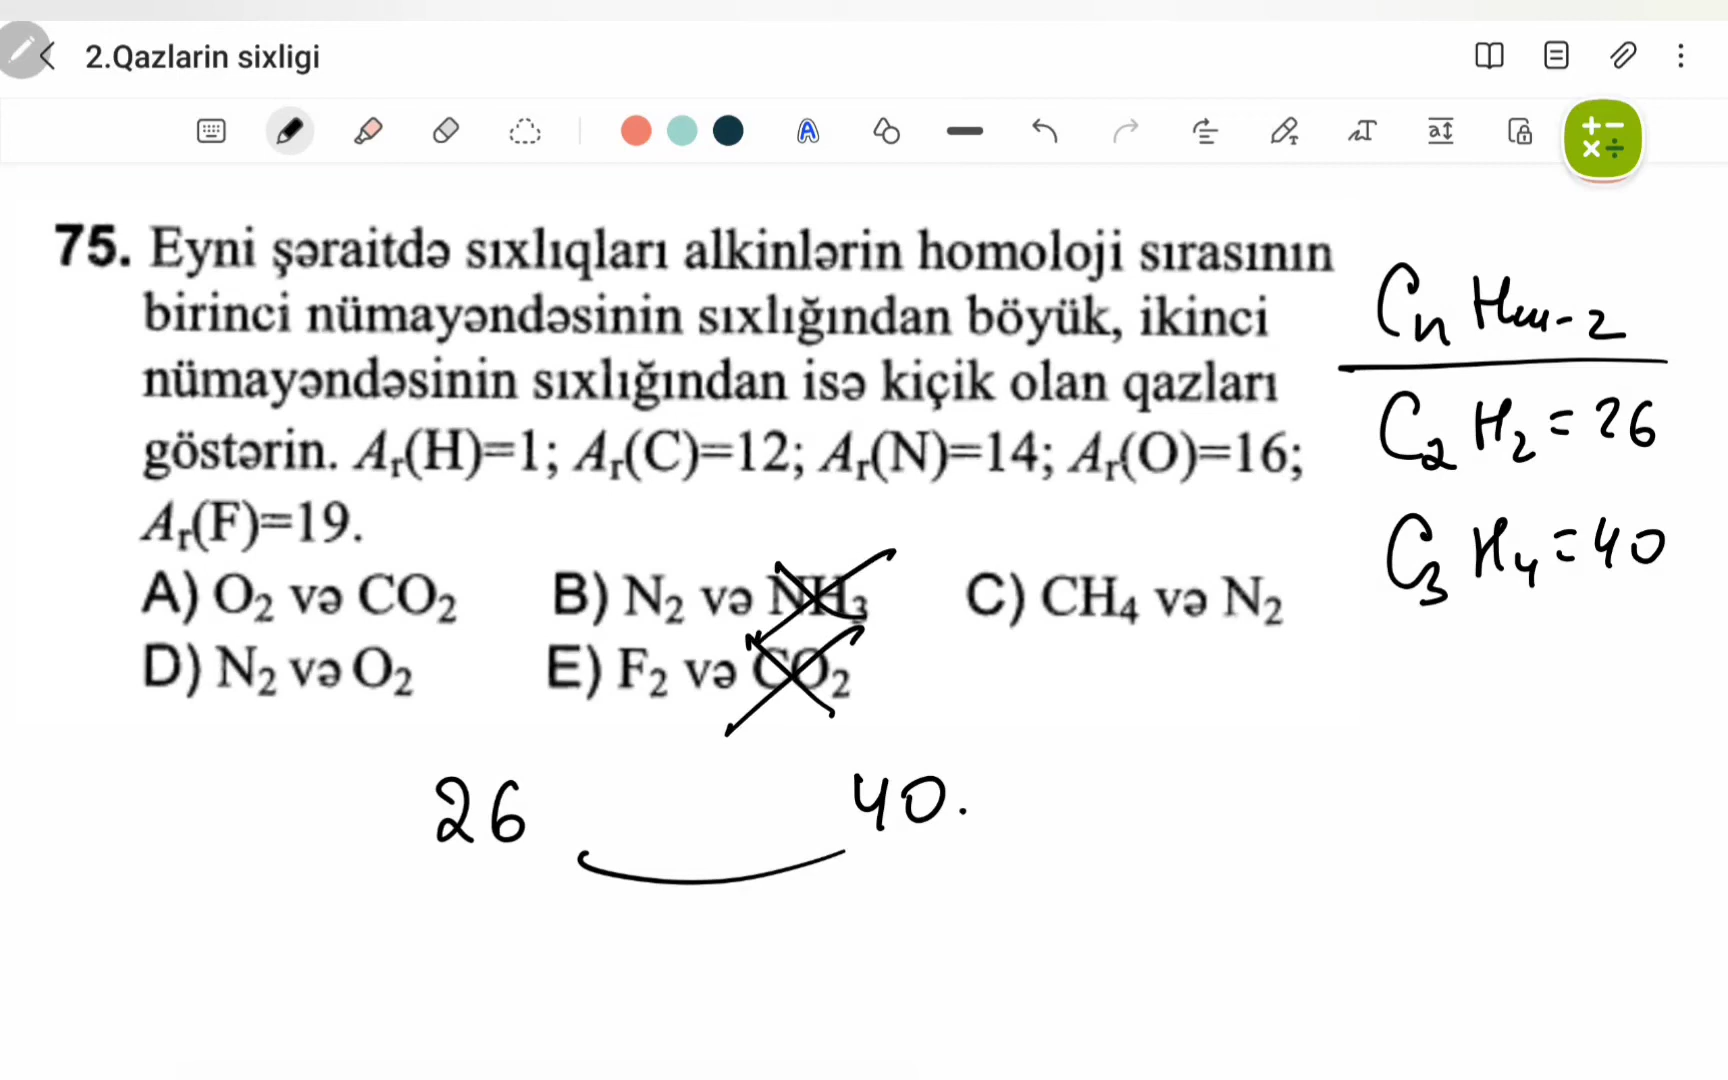 2.Qazlarin sixligi
75. Eyni şəraitdə sıxlıqları alkinlərin homoloji sırasının
birinci nümayəndəsinin sıxlığından böyük, ikinci
nümayəndəsinin sıxlığından isə kiçik olan qazları
göstərin. Aᵣ(H)=1; Aᵣ(C)=12; Aᵣ(N)=14; Aᵣ(O)=16;
Aᵣ(F)=19.
A) O₂ və CO₂ B) N₂ və NH₃ C) CH₄ və N₂
D) N₂ və O₂ E) F₂ və CO₂
CnH2n-2
C₂H₂=26
C₃H₄=40
26 40.